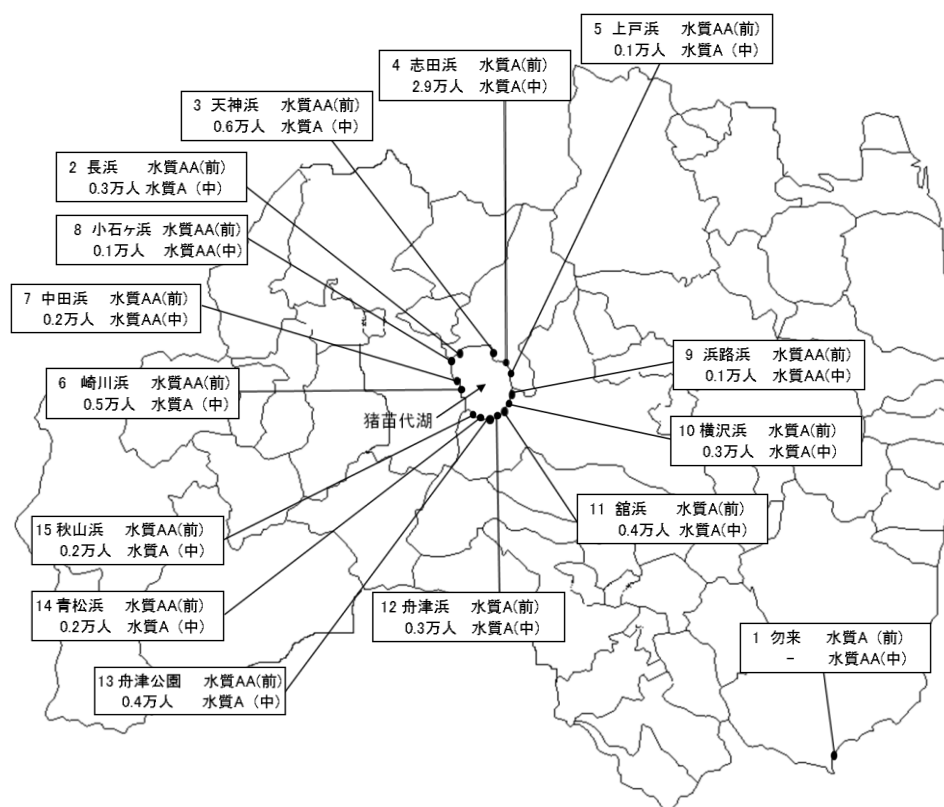 5 上戸浜 水質AA(前)
0.1万人 水質A(中)
4 志田浜 水質A(前)
2.9万人 水質A(中)
3 天神浜 水質AA(前)
0.6万人 水質A(中)
2 長浜 水質AA(前)
0.3万人 水質A(中)
8 小石ヶ浜 水質AA(前)
0.1万人 水質AA(中)
7 中田浜 水質AA(前)
0.2万人 水質AA(中)
6 崎川浜 水質AA(前)
0.5万人 水質A(中)
猪苗代湖
9 浜路浜 水質AA(前)
0.1万人 水質AA(中)
10 横沢浜 水質A(前)
0.3万人 水質A(中)
11 舘浜 水質A(前)
0.4万人 水質A(中)
15 秋山浜 水質AA(前)
0.2万人 水質A(中)
14 青松浜 水質AA(前)
0.2万人 水質A(中)
12 舟津浜 水質A(前)
0.3万人 水質A(中)
13 舟津公園 水質AA(前)
0.4万人 水質A(中)
1 勿来 水質A(前)
- 水質AA(中)